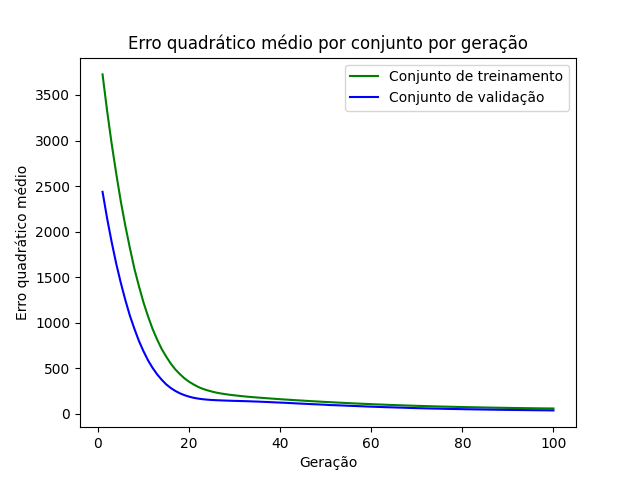 Erro quadrático médio por conjunto por geração
Conjunto de treinamento
Conjunto de validação
Erro quadrático médio
3500
3000
2500
2000
1500
1000
500
0
0 20 40 60 80 100
Geração